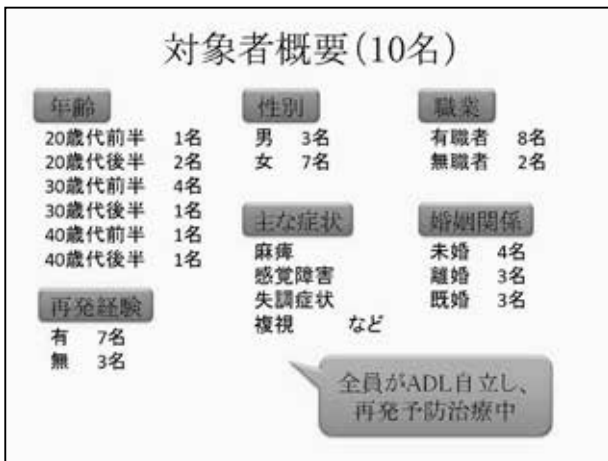 対象者概要(10名)
年齢
20歳代前半 1名
20歳代後半 2名
30歳代前半 4名
30歳代後半 1名
40歳代前半 1名
40歳代後半 1名
再発経験
有 7名
無 3名
性別
男 3名
女 7名
主な症状
麻痺
感覚障害
失調症状
複視 など
職業
有職者 8名
無職者 2名
婚姻関係
未婚 4名
離婚 3名
既婚 3名
全員がADL自立し、
再発予防治療中